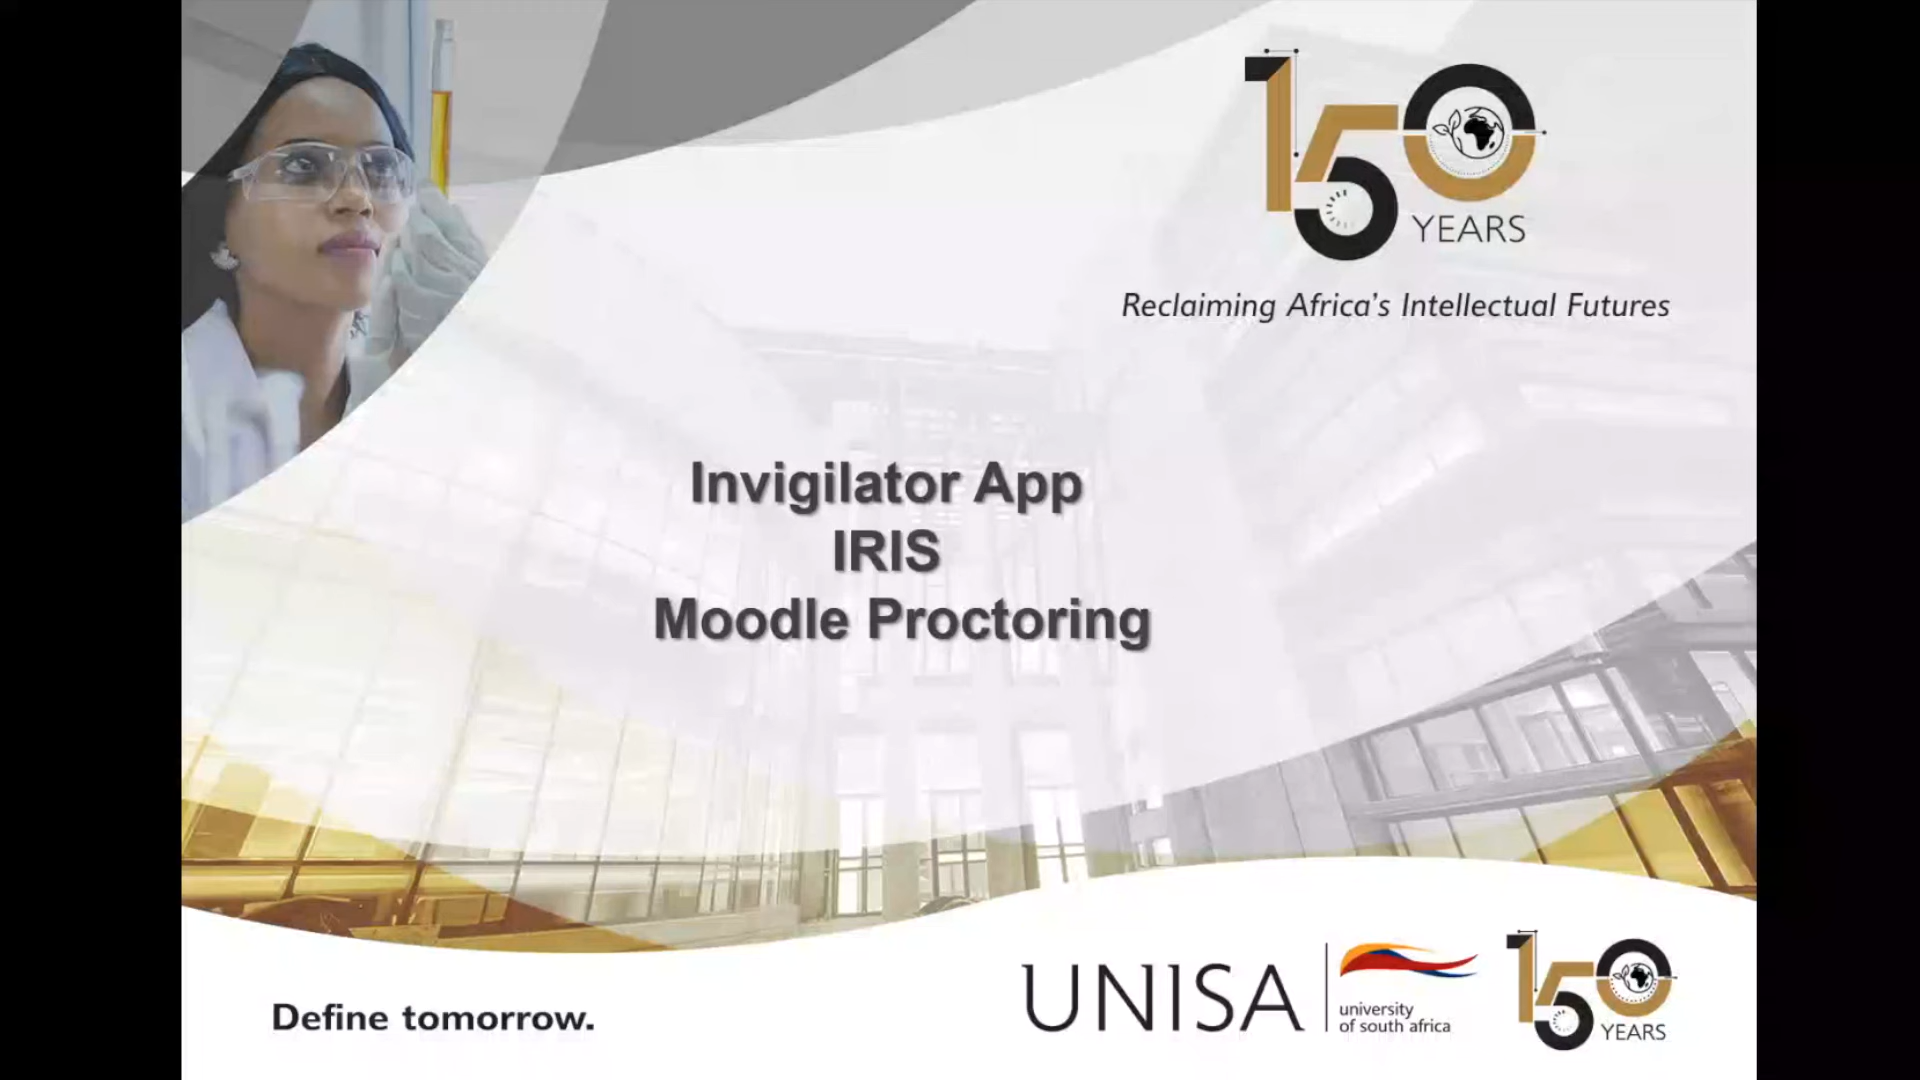 150 YEARS
Reclaiming Africa's Intellectual Futures
Invigilator App
IRIS
Moodle Proctoring
Define tomorrow.
UNISA
university
of south africa
150 YEARS